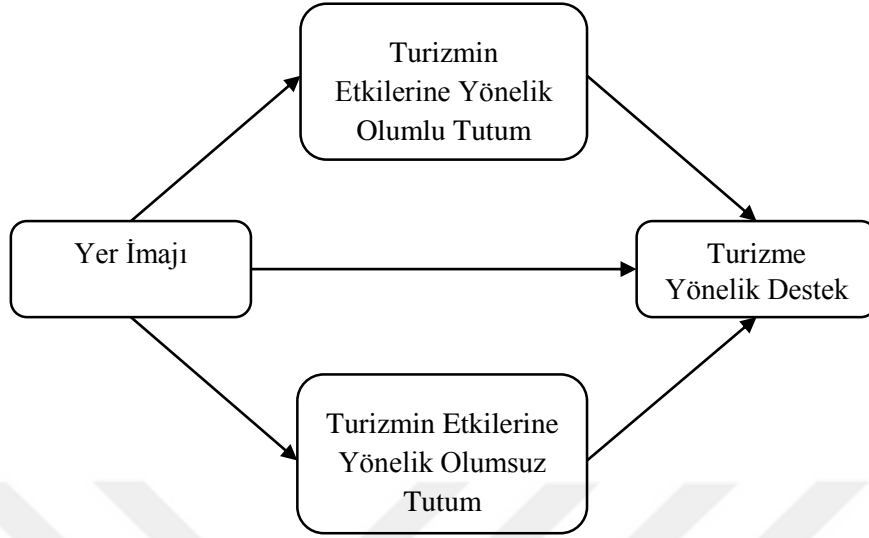 Turizmin
Etkilerine Yönelik
Olumlu Tutum
Yer İmajı
Turizme
Yönelik Destek
Turizmin Etkilerine
Yönelik Olumsuz
Tutum